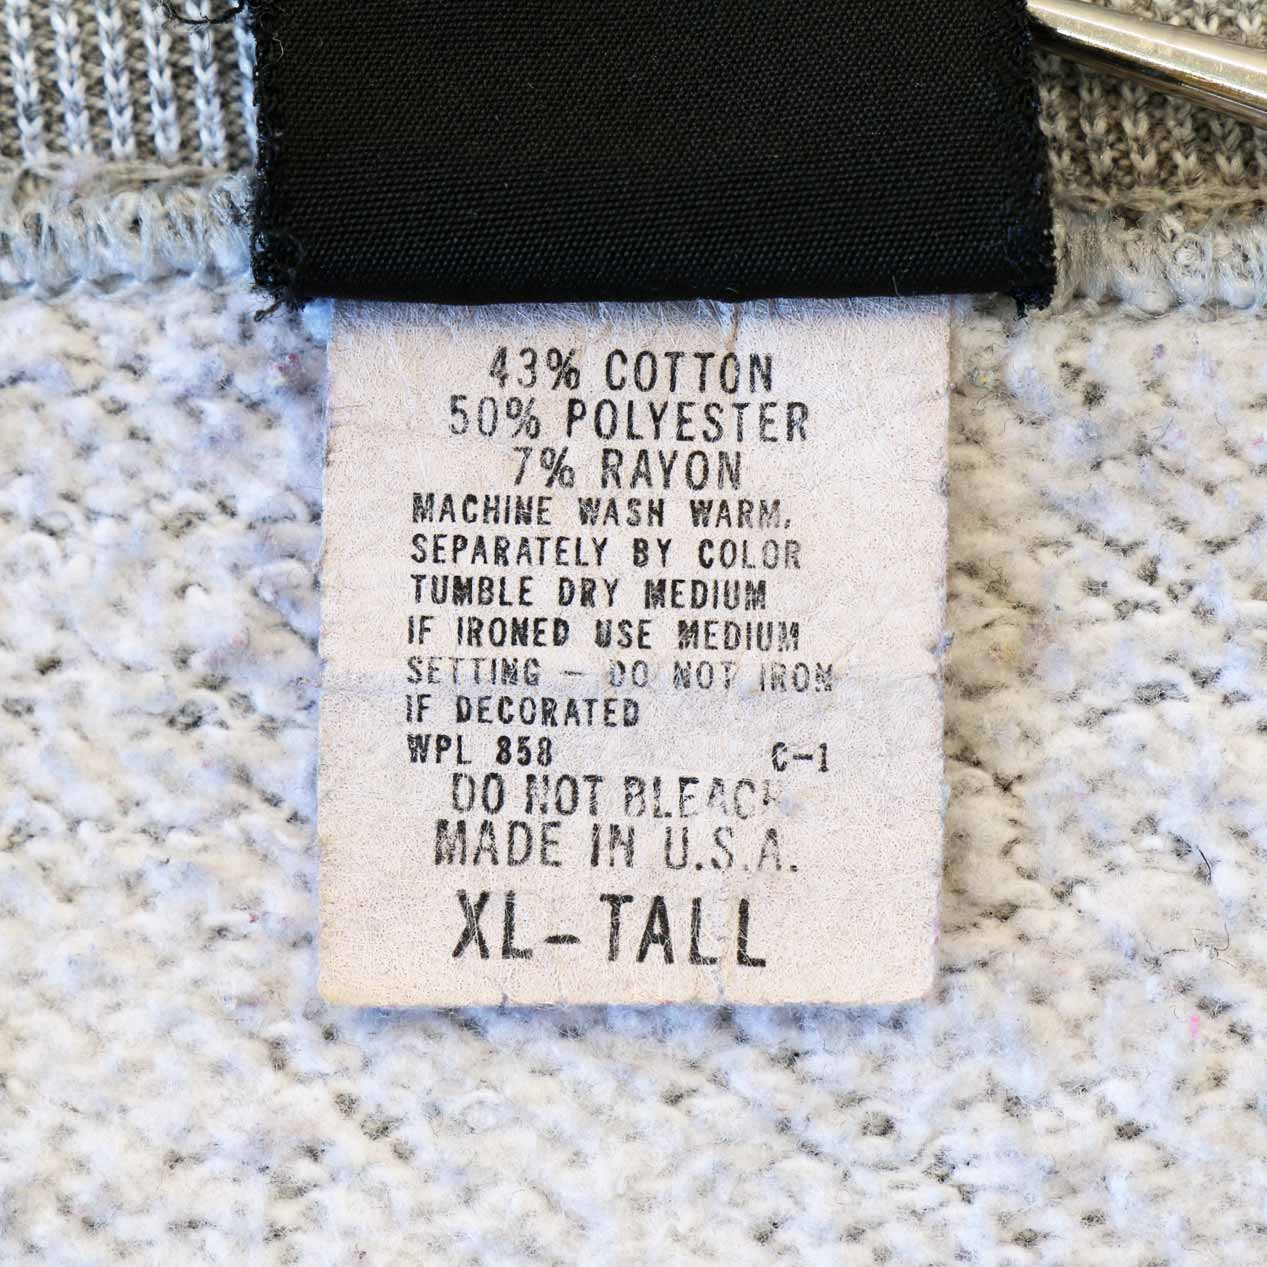 43% COTTON
50% POLYESTER
7% RAYON
MACHINE WASH WARM,
SEPARATELY BY COLOR
TUMBLE DRY MEDIUM
IF IRONED USE MEDIUM
SETTING – DO NOT IRON
IF DECORATED
WPL 858 C-1
DO NOT BLEACH
MADE IN U.S.A.
XL-TALL